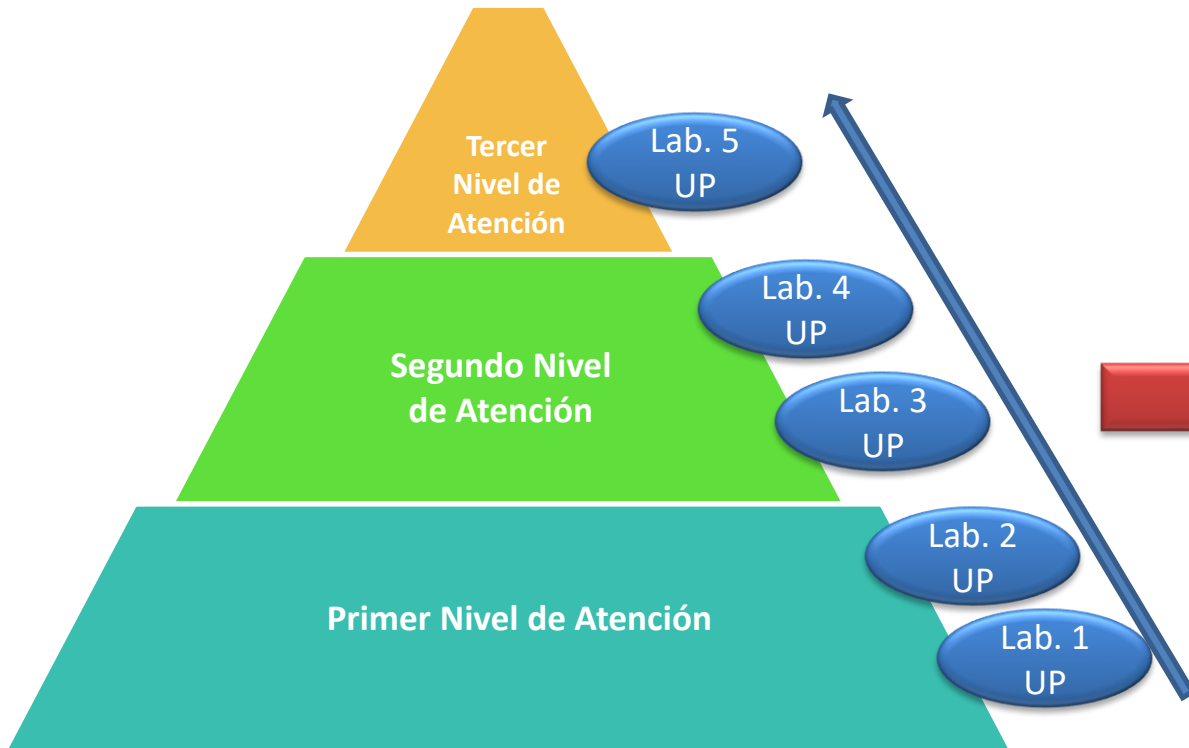 Tercer
Nivel de
Atención
Lab. 5
UP
Lab. 4
UP
Segundo Nivel
de Atención
Lab. 3
UP
Lab. 2
UP
Primer Nivel de Atención
Lab. 1
UP